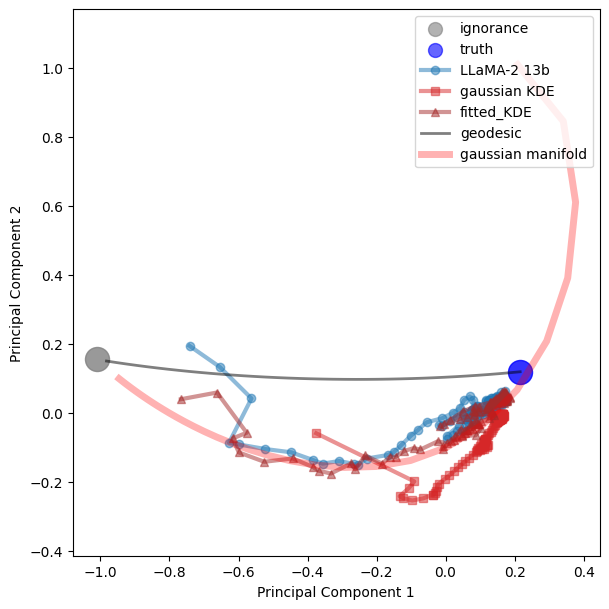 ignorance
truth
LLaMA-2 13b
gaussian KDE
fitted_KDE
geodesic
gaussian manifold
Principal Component 2
1.0
0.8
0.6
0.4
0.2
0.0
−0.2
−0.4
−1.0 −0.8 −0.6 −0.4 −0.2 0.0 0.2 0.4
Principal Component 1